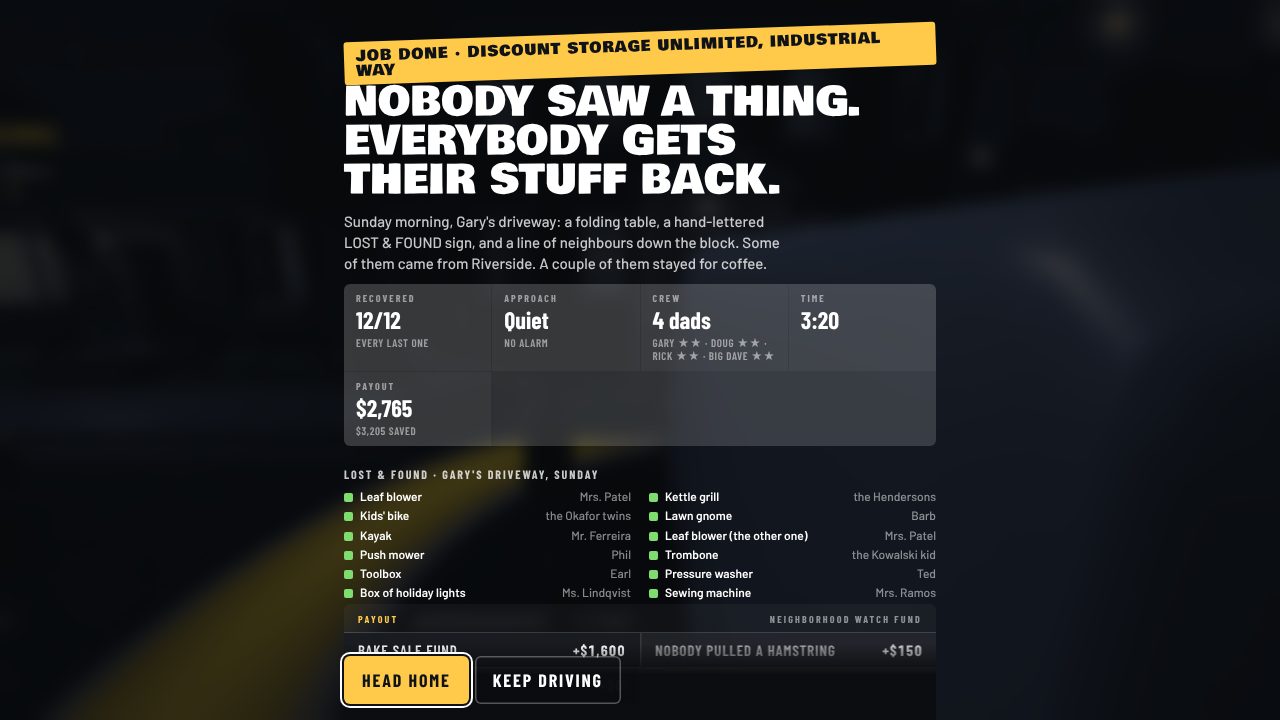 JOB DONE · DISCOUNT STORAGE UNLIMITED, INDUSTRIAL
WAY
NOBODY SAW A THING.
EVERYBODY GETS
THEIR STUFF BACK.
Sunday morning, Gary's driveway: a folding table, a hand-lettered
LOST & FOUND sign, and a line of neighbours down the block. Some
of them came from Riverside. A couple of them stayed for coffee.
RECOVERED
12/12
EVERY LAST ONE
APPROACH
Quiet
NO ALARM
CREW
4 dads
GARY ★★ · DOUG ★★ ·
RICK ★★ · BIG DAVE ★★
TIME
3:20
PAYOUT
$2,765
$3,205 SAVED
LOST & FOUND · GARY'S DRIVEWAY, SUNDAY
Leaf blower Mrs. Patel
Kids' bike the Okafor twins
Kayak Mr. Ferreira
Push mower Phil
Toolbox Earl
Box of holiday lights Ms. Lindqvist
Kettle grill the Hendersons
Lawn gnome Barb
Leaf blower (the other one) Mrs. Patel
Trombone the Kowalski kid
Pressure washer Ted
Sewing machine Mrs. Ramos
PAYOUT NEIGHBORHOOD WATCH FUND
BAKE SALE FUND +$1,600
NOBODY PULLED A HAMSTRING +$150
HEAD HOME
KEEP DRIVING